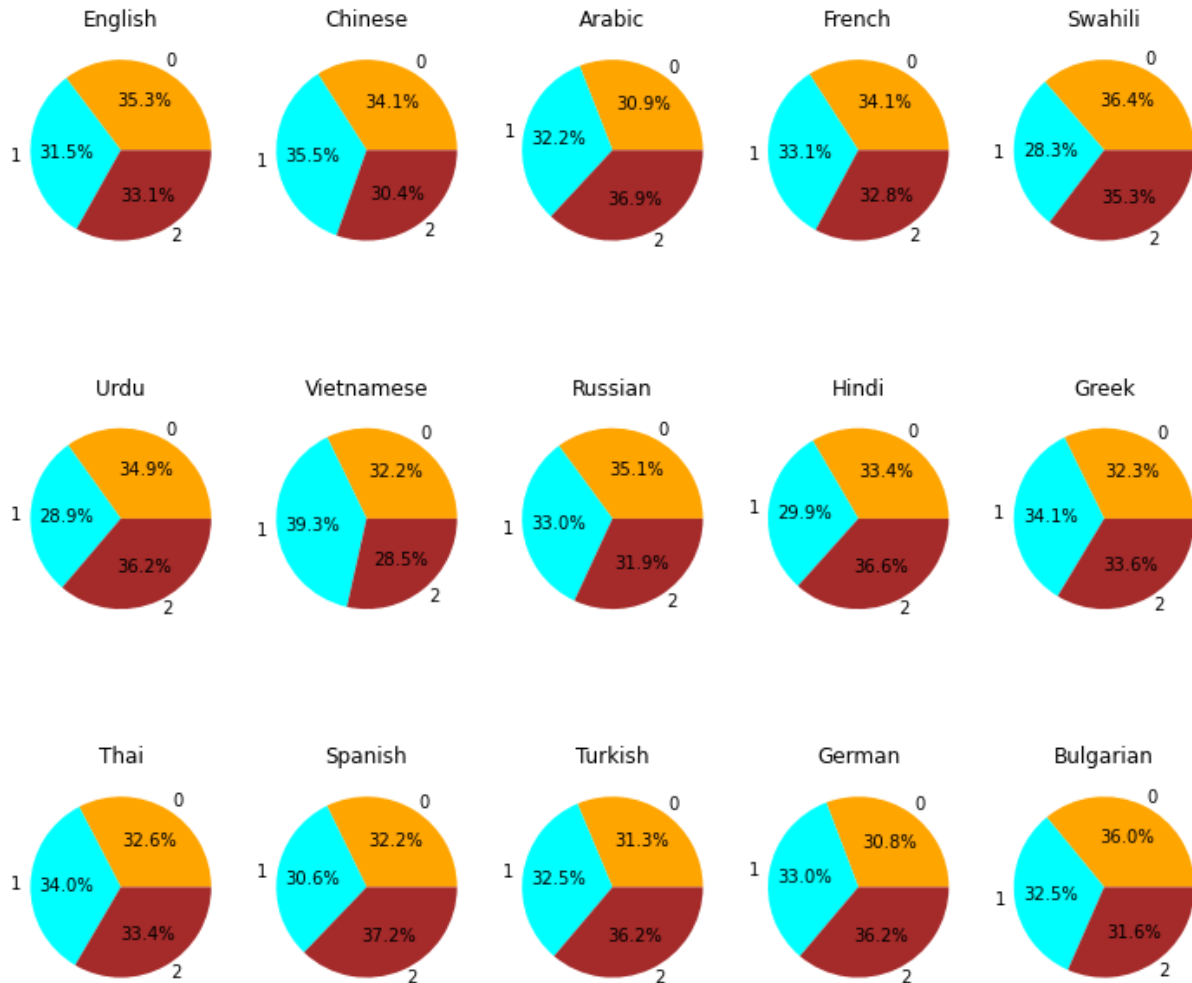 English Chinese Arabic French Swahili
0 0 0 0 0
35.3% 34.1% 30.9% 34.1% 36.4%
1 31.5% 1 35.5% 1 32.2% 1 33.1% 1 28.3%
33.1% 30.4% 36.9% 32.8% 35.3%
2 2 2 2 2
Urdu Vietnamese Russian Hindi Greek
0 0 0 0 0
34.9% 32.2% 35.1% 33.4% 32.3%
1 28.9% 1 39.3% 1 33.0% 1 29.9% 1 34.1%
36.2% 28.5% 31.9% 36.6% 33.6%
2 2 2 2 2
Thai Spanish Turkish German Bulgarian
0 0 0 0 0
32.6% 32.2% 31.3% 30.8% 36.0%
1 34.0% 1 30.6% 1 32.5% 1 33.0% 1 32.5%
33.4% 37.2% 36.2% 36.2% 31.6%
2 2 2 2 2